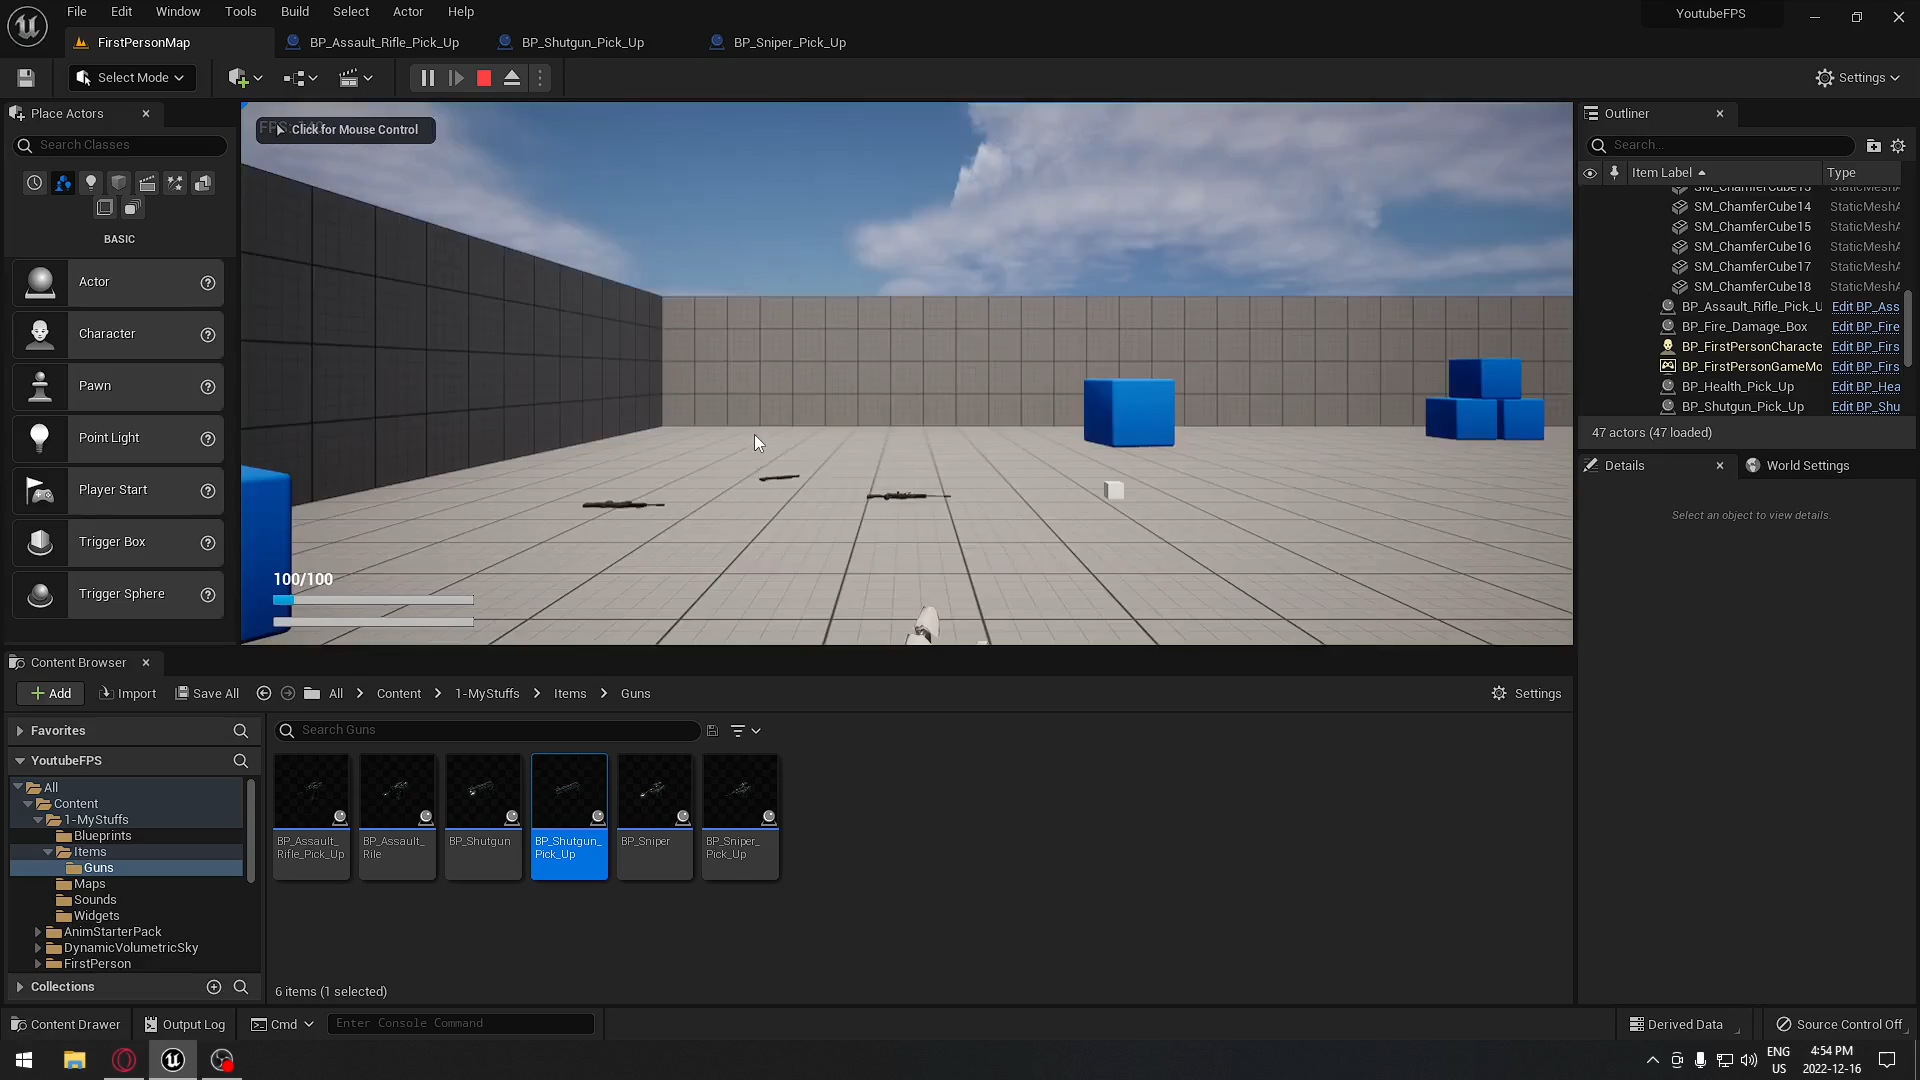 File Edit Window Tools Build Select Actor Help
YoutubeFPS
FirstPersonMap
BP_Assault_Rifle_Pick_Up
BP_Shutgun_Pick_Up
BP_Sniper_Pick_Up
Select Mode
Settings
Place Actors
Search Classes
BASIC
Actor
Character
Pawn
Point Light
Player Start
Trigger Box
Trigger Sphere
Click for Mouse Control
100/100
Outliner
Search...
Item Label Type
SM_ChamferCube13 StaticMeshA
SM_ChamferCube14 StaticMeshA
SM_ChamferCube15 StaticMeshA
SM_ChamferCube16 StaticMeshA
SM_ChamferCube17 StaticMeshA
SM_ChamferCube18 StaticMeshA
BP_Assault_Rifle_Pick_U Edit BP_Ass
BP_Fire_Damage_Box Edit BP_Fire
BP_FirstPersonCharacte Edit BP_Firs
BP_FirstPersonGameMo Edit BP_Firs
BP_Health_Pick_Up Edit BP_Hea
BP_Shutgun_Pick_Up Edit BP_Shu
47 actors (47 loaded)
Details
World Settings
Select an object to view details.
Content Browser
Add Import Save All All Content 1-MyStuffs Items Guns Settings
Favorites
YoutubeFPS
All
Content
1-MyStuffs
Blueprints
Items
Guns
Maps
Sounds
Widgets
AnimStarterPack
DynamicVolumetricSky
FirstPerson
Collections
Search Guns
BP_Assault_
Rifle_Pick_Up
BP_Assault_
Rile
BP_Shutgun
BP_Shutgun_
Pick_Up
BP_Sniper
BP_Sniper_
Pick_Up
6 items (1 selected)
Content Drawer Output Log Cmd Enter Console Command Derived Data Source Control Off
ENG
US
4:54 PM
2022-12-16